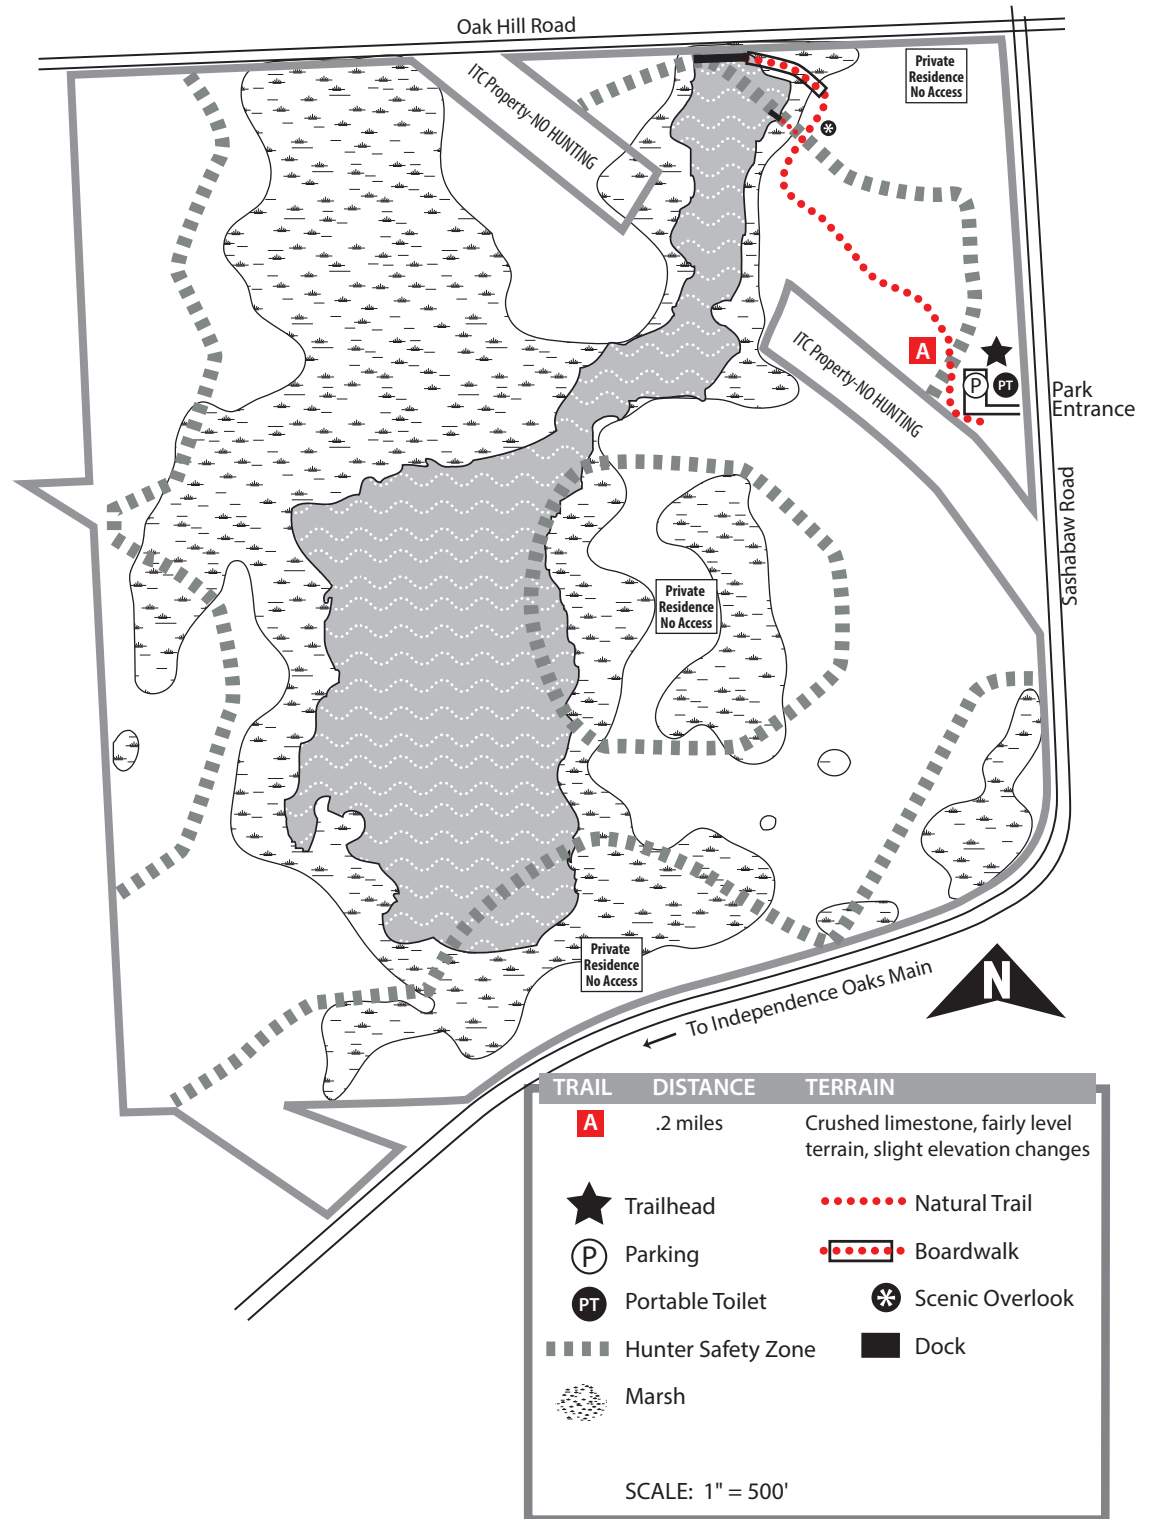 Oak Hill Road
Private
Residence
No Access
ITC Property-NO HUNTING
ITC Property-NO HUNTING
A
P
PT
Park
Entrance
Sashabaw Road
Private
Residence
No Access
Private
Residence
No Access
N
To Independence Oaks Main
TRAIL DISTANCE TERRAIN
A .2 miles Crushed limestone, fairly level
terrain, slight elevation changes
Trailhead Natural Trail
P Parking Boardwalk
PT Portable Toilet Scenic Overlook
Hunter Safety Zone Dock
Marsh
SCALE: 1" = 500'